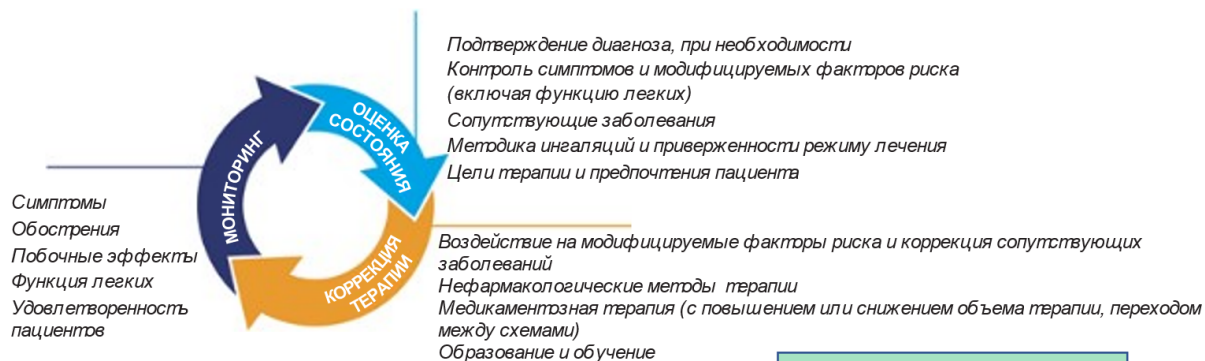 Подтверждение диагноза, при необходимости
Контроль симптомов и модифицируемых факторов риска
(включая функцию легких)
Сопутствующие заболевания
Методика ингаляций и приверженности режиму лечения
Цели терапии и предпочтения пациента
ОЦЕНКА
СОСТОЯНИЯ
МОНИТОРИНГ
КОРРЕКЦИЯ
ТЕРАПИИ
Симптомы
Обострения
Побочные эффекты
Функция легких
Удовлетворенность
пациентов
Воздействие на модифицируемые факторы риска и коррекция сопутствующих
заболеваний
Нефармакологические методы терапии
Медикаментозная терапия (с повышением или снижением объема терапии, переходом
между схемами)
Образование и обучение